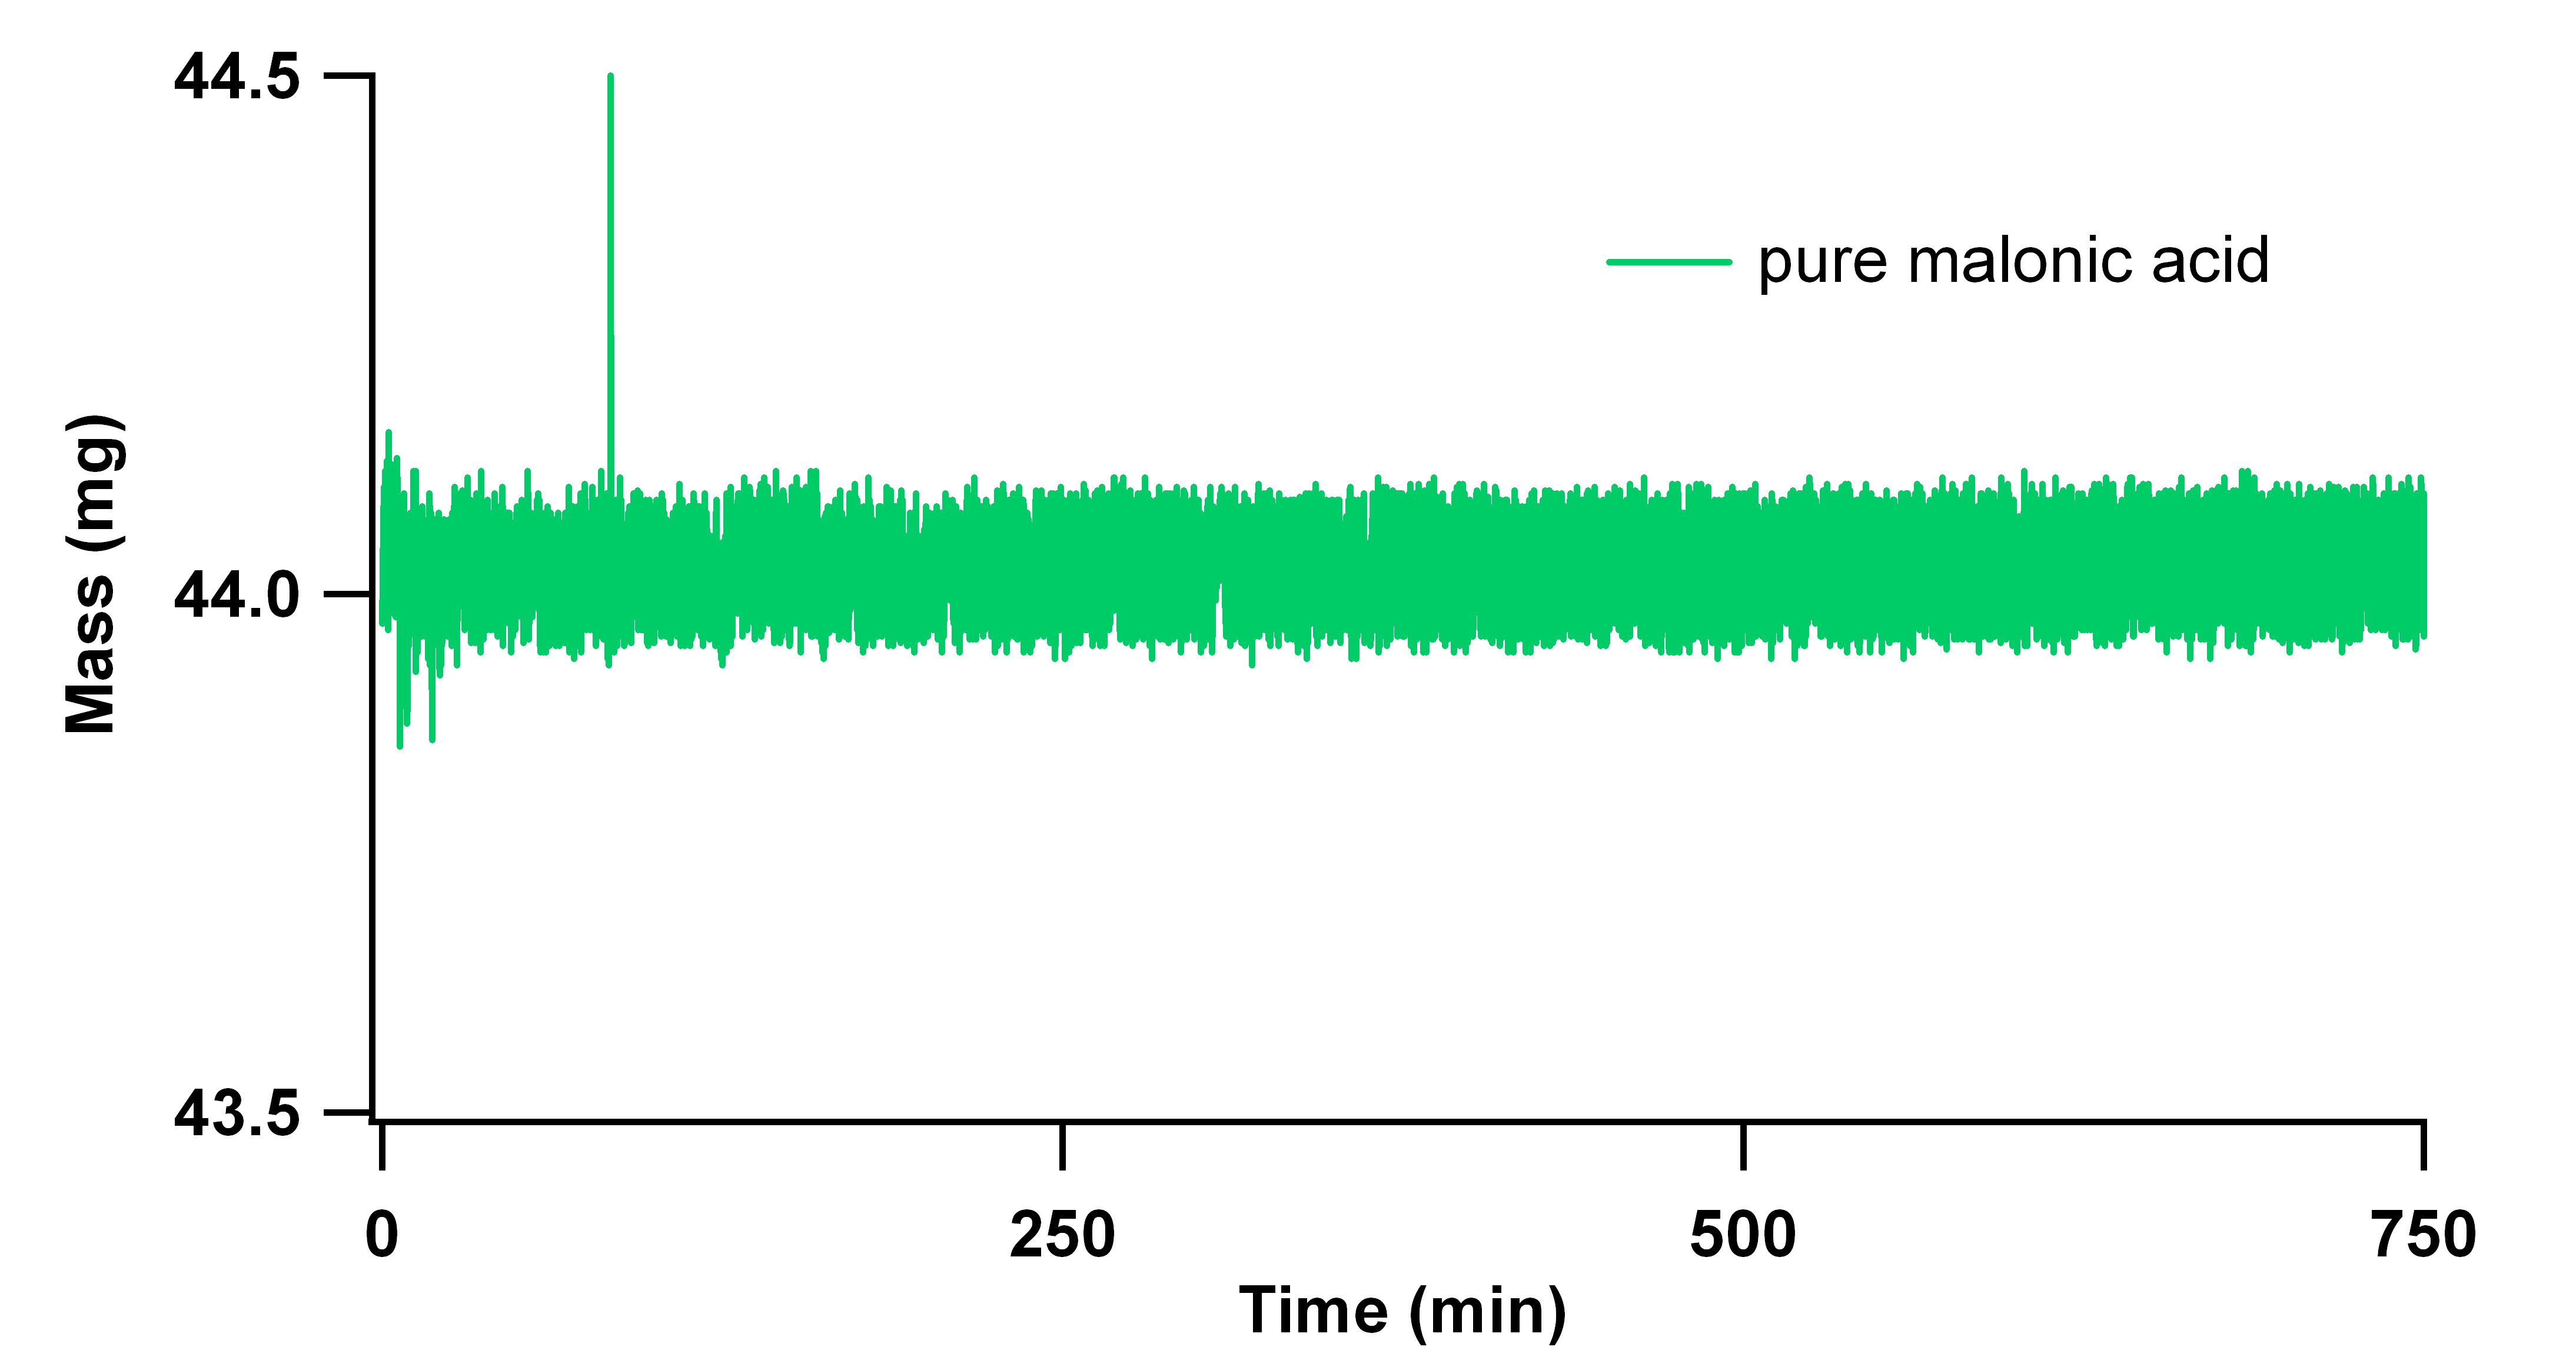 44.5
pure malonic acid
Mass (mg)
44.0
43.5
0 250 500 750
Time (min)